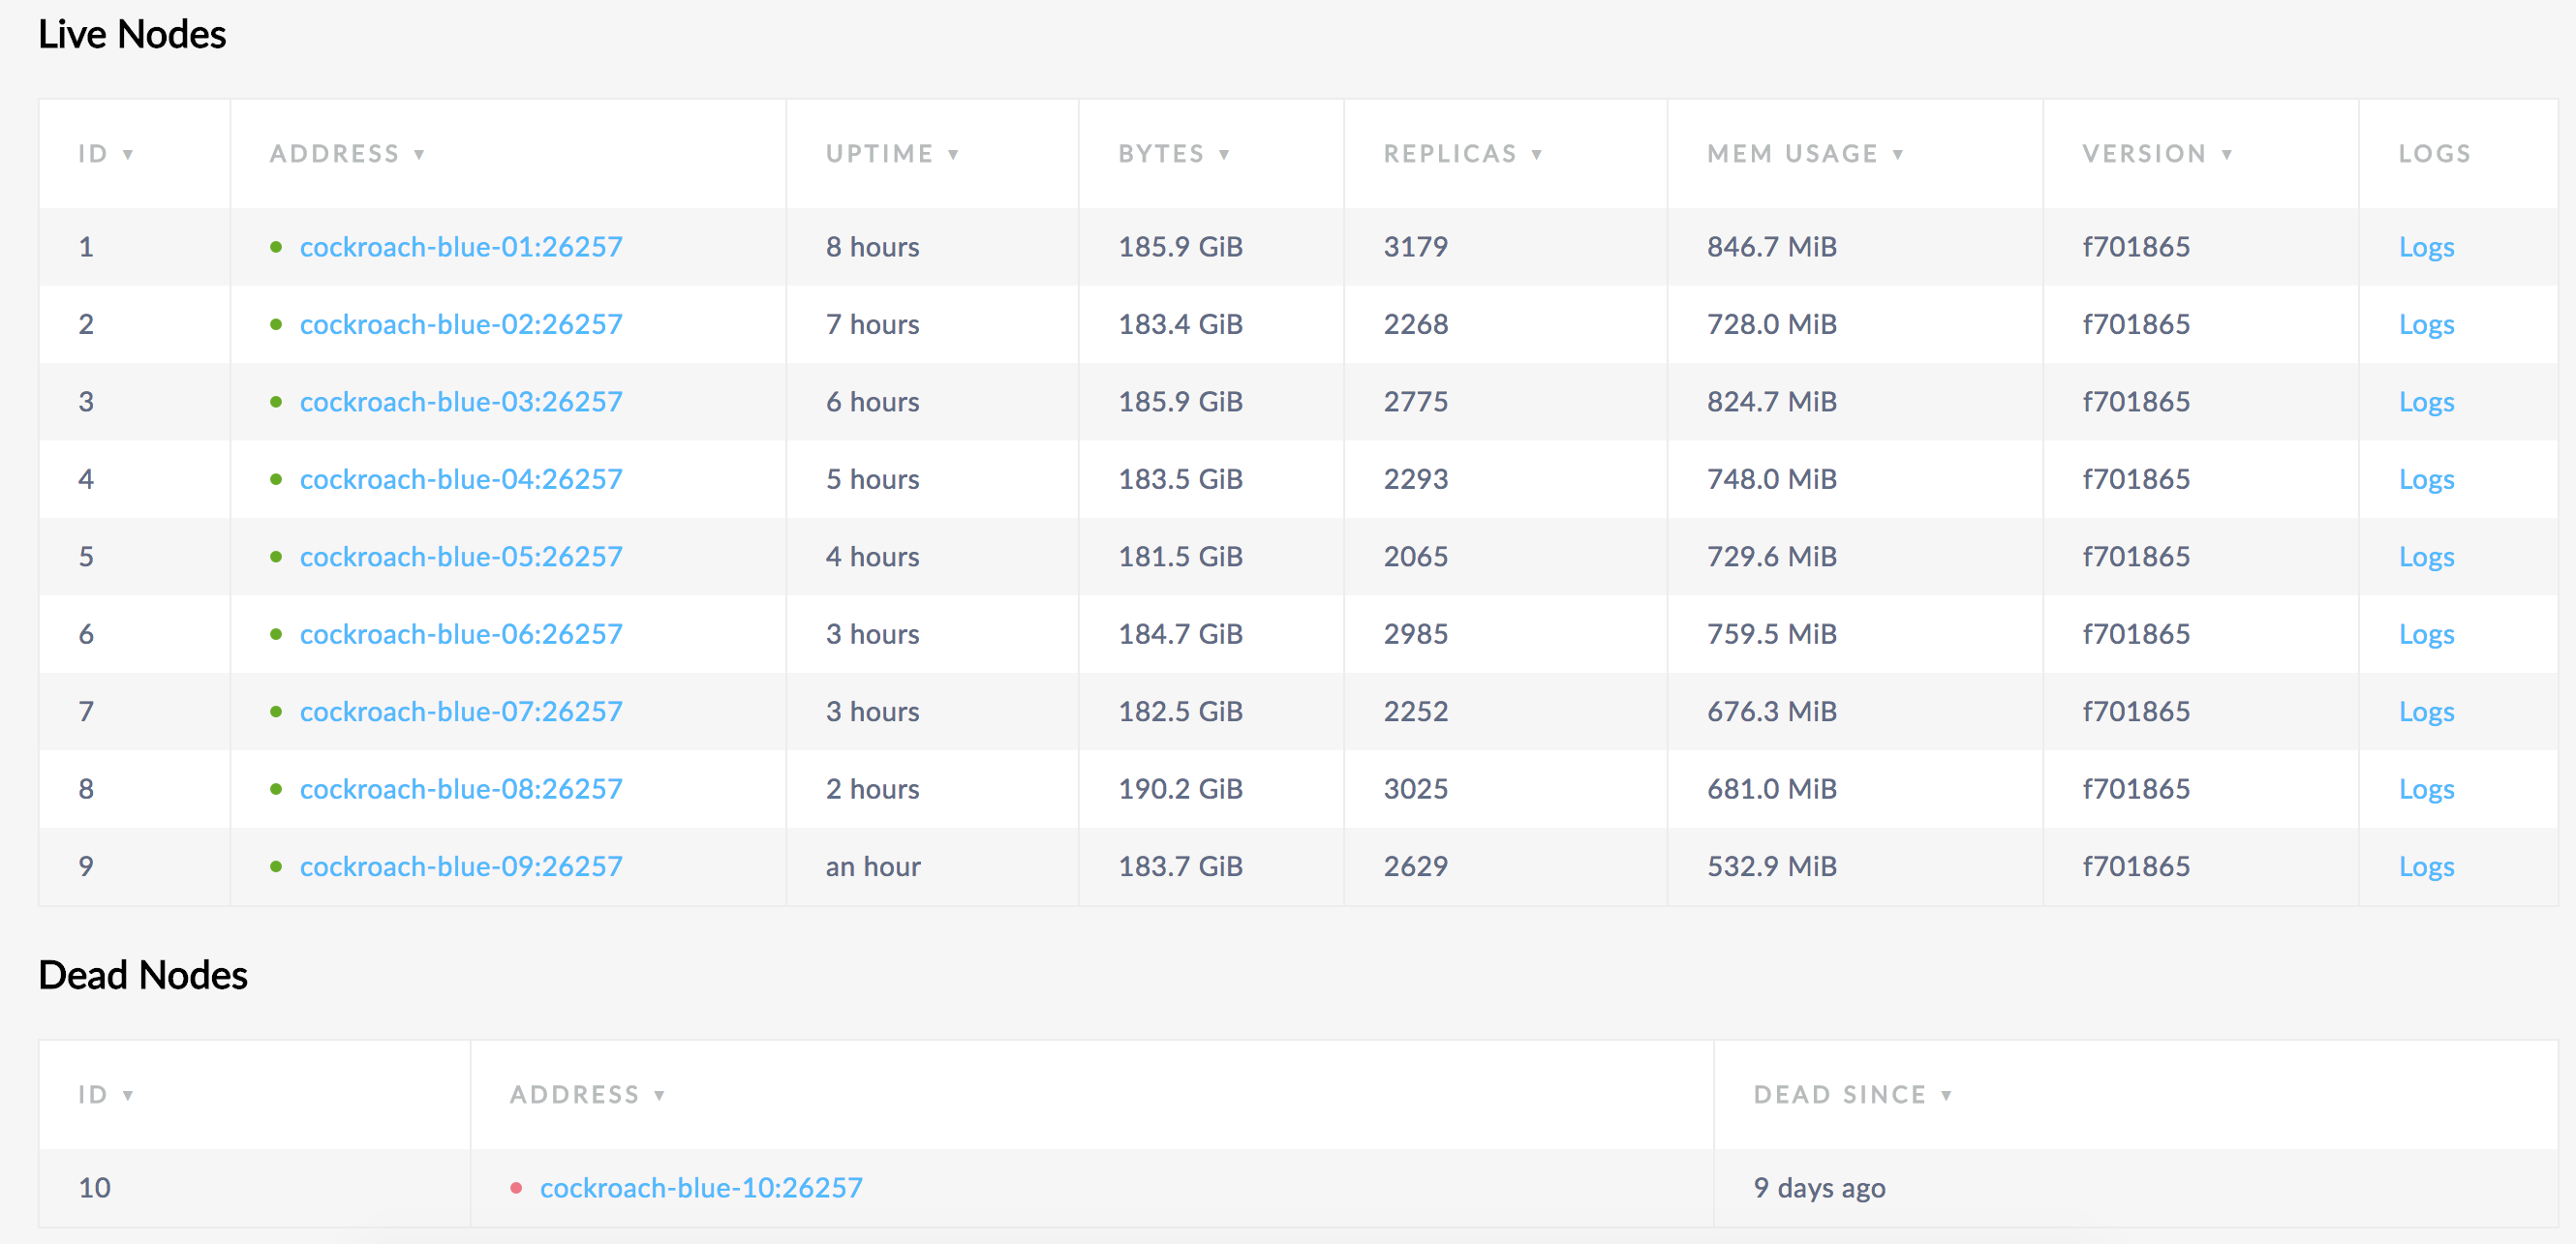 Live Nodes
ID ▼ ADDRESS ▼ UPTIME ▼ BYTES ▼ REPLICAS ▼ MEM USAGE ▼ VERSION ▼ LOGS
1 cockroach-blue-01:26257 8 hours 185.9 GiB 3179 846.7 MiB f701865 Logs
2 cockroach-blue-02:26257 7 hours 183.4 GiB 2268 728.0 MiB f701865 Logs
3 cockroach-blue-03:26257 6 hours 185.9 GiB 2775 824.7 MiB f701865 Logs
4 cockroach-blue-04:26257 5 hours 183.5 GiB 2293 748.0 MiB f701865 Logs
5 cockroach-blue-05:26257 4 hours 181.5 GiB 2065 729.6 MiB f701865 Logs
6 cockroach-blue-06:26257 3 hours 184.7 GiB 2985 759.5 MiB f701865 Logs
7 cockroach-blue-07:26257 3 hours 182.5 GiB 2252 676.3 MiB f701865 Logs
8 cockroach-blue-08:26257 2 hours 190.2 GiB 3025 681.0 MiB f701865 Logs
9 cockroach-blue-09:26257 an hour 183.7 GiB 2629 532.9 MiB f701865 Logs
Dead Nodes
ID ▼ ADDRESS ▼ DEAD SINCE ▼
10 cockroach-blue-10:26257 9 days ago